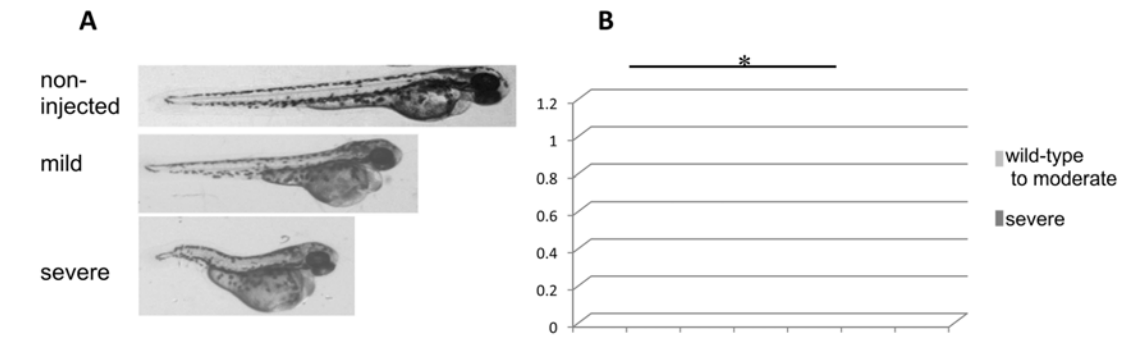 A
B
non-
injected
mild
severe
*
1.2
1
0.8
0.6
0.4
0.2
0
wild-type
to moderate
severe